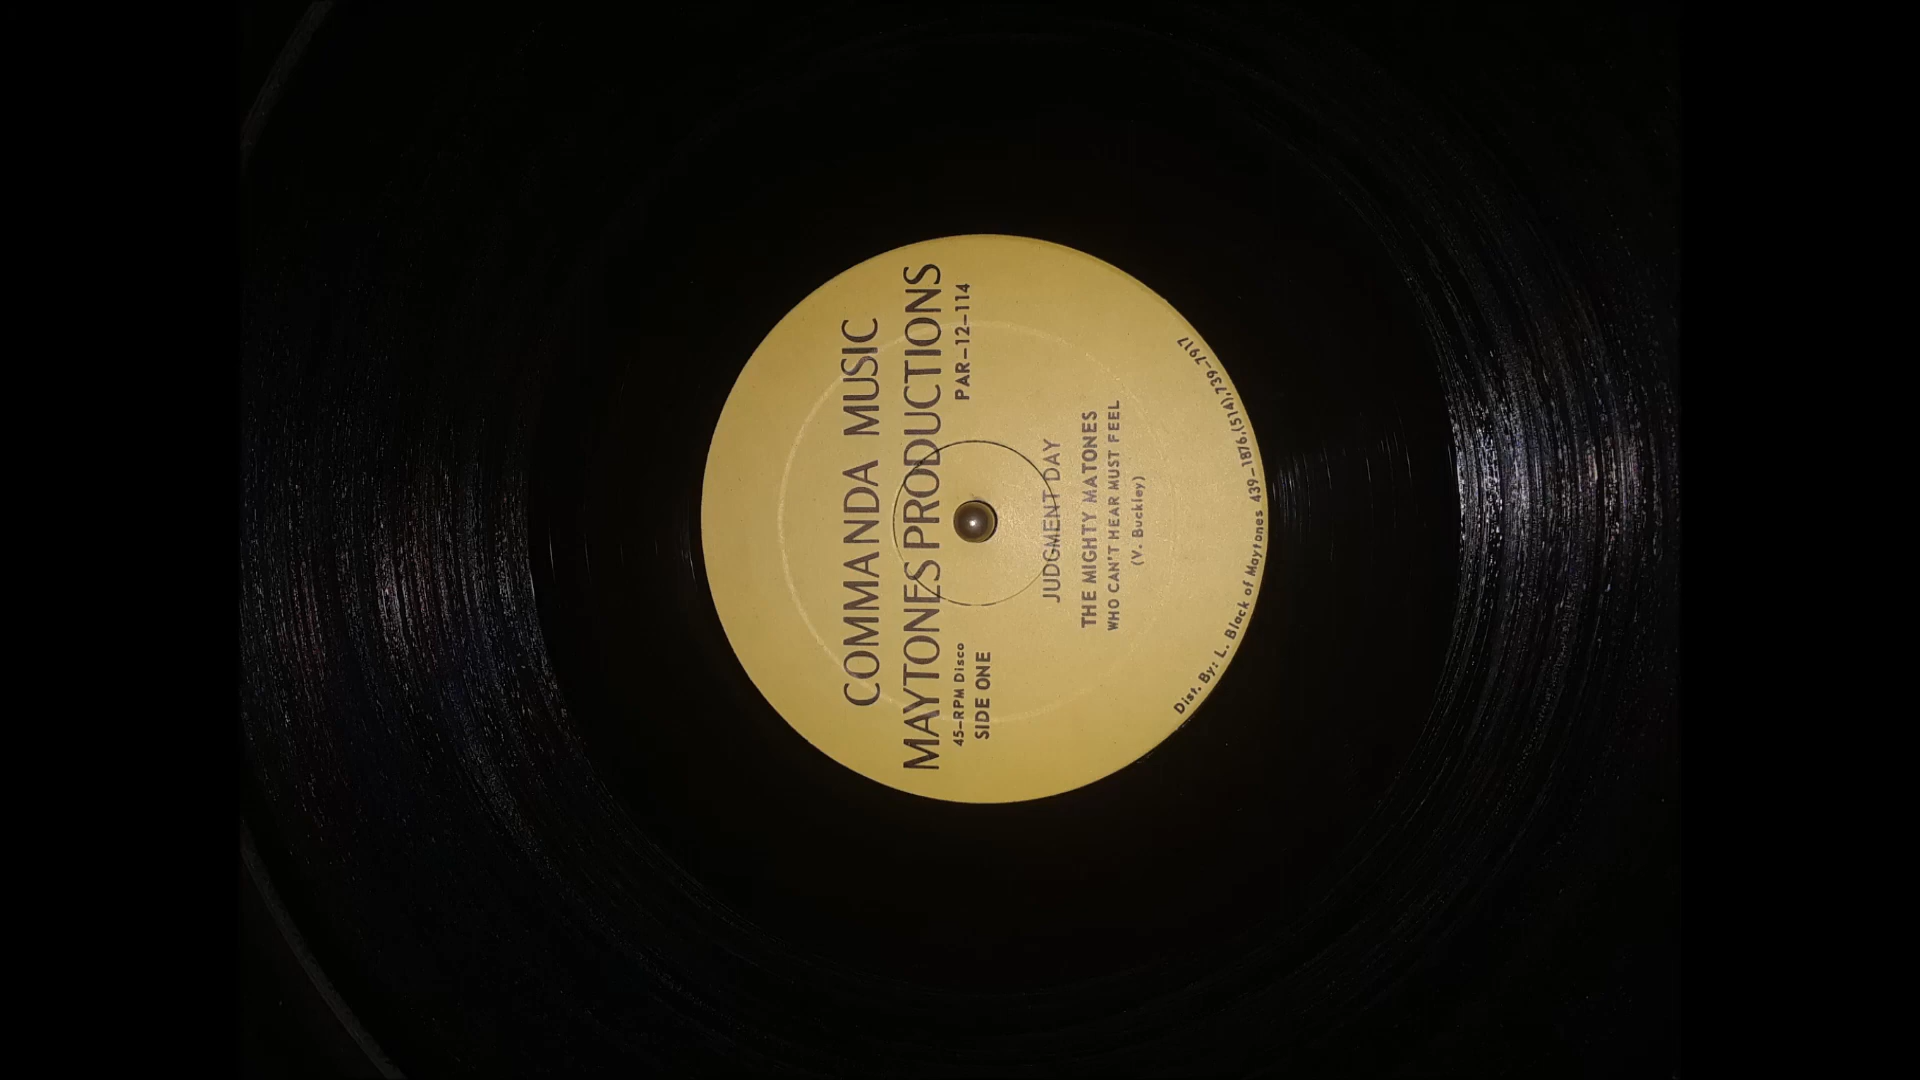 COMMANDA MUSIC
MAYTONES PRODUCTIONS
45-RPM Disco
PAR-12-114
SIDE ONE
JUDGMENT DAY
THE MIGHTY MATONES
WHO CAN'T HEAR MUST FEEL
(V. Buckley)
Dist. By: L. Black of Maytones 439-1876,(514),739-7917